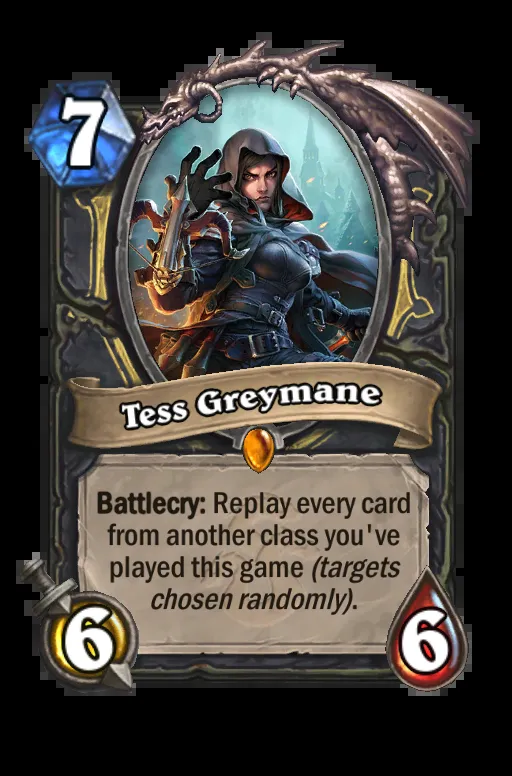 7
Tess Greymane
Battlecry: Replay every card
from another class you've
played this game (targets
chosen randomly).
6
6